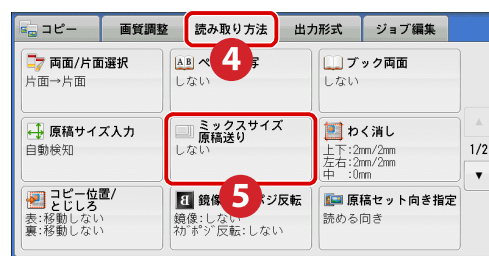 コピー 画質調整 読み取り方法 出力形式 ジョブ編集
4
両面/片面選択
片面→片面
しない
ブック両面
しない
原稿サイズ入力
自動検知
ミックスサイズ
原稿送り
しない
わく消し
上下:2mm/2mm
左右:2mm/2mm
中 :0mm
1/2
5
コピー位置/
とじしろ
表:移動しない
裏:移動しない
鏡像
ジ反転
鏡像:しない
ネガポジ反転:しない
原稿セット向き指定
読める向き